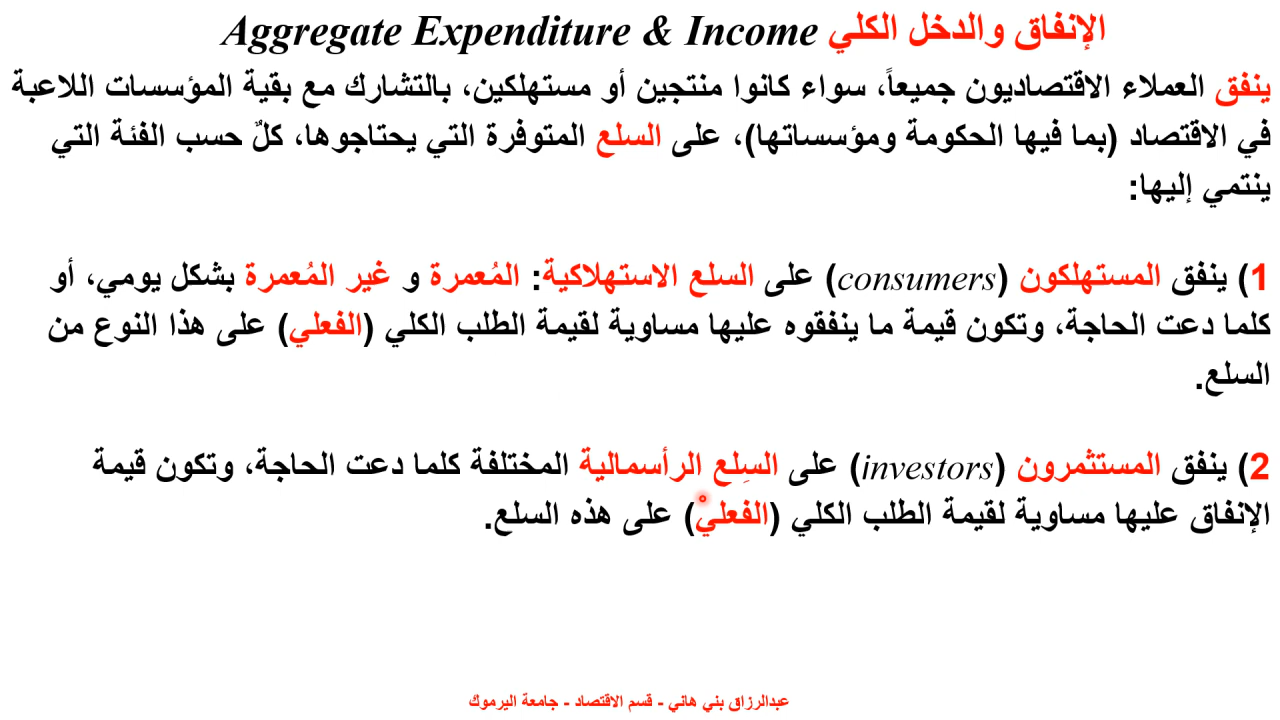 الإنفاق والدخل الكلي Aggregate Expenditure & Income
ينفق العملاء الاقتصاديون جميعاً، سواء كانوا منتجين أو مستهلكين، بالتشارك مع بقية المؤسسات اللاعبة
في الاقتصاد (بما فيها الحكومة ومؤسساتها)، على السلع المتوفرة التي يحتاجوها، كلٌ حسب الفئة التي
ينتمي إليها:
1) ينفق المستهلكون (consumers) على السلع الاستهلاكية: المُعمرة و غير المُعمرة بشكل يومي، أو
كلما دعت الحاجة، وتكون قيمة ما ينفقوه عليها مساوية لقيمة الطلب الكلي (الفعلي) على هذا النوع من
السلع.
2) ينفق المستثمرون (investors) على السِلع الرأسمالية المختلفة كلما دعت الحاجة، وتكون قيمة
الإنفاق عليها مساوية لقيمة الطلب الكلي (الفعلي) على هذه السلع.
عبدالرزاق بني هاني - قسم الاقتصاد - جامعة اليرموك